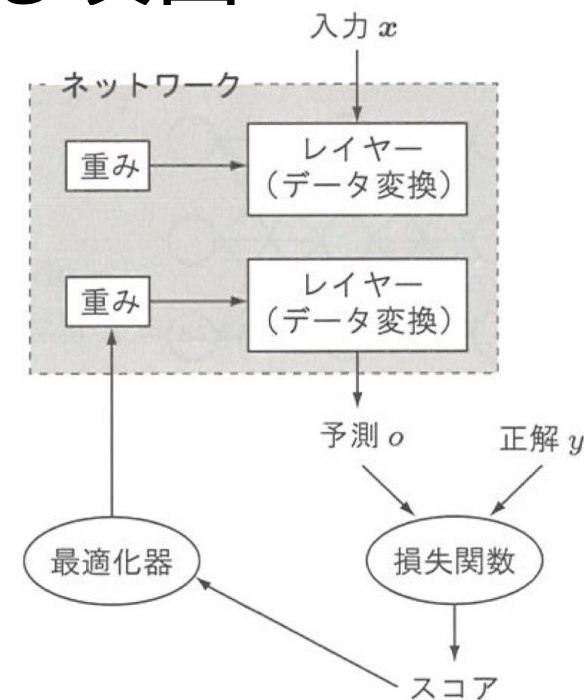 入力 x
ネットワーク
重み
レイヤー
(データ変換)
重み
レイヤー
(データ変換)
予測 o
正解 y
最適化器
損失関数
スコア